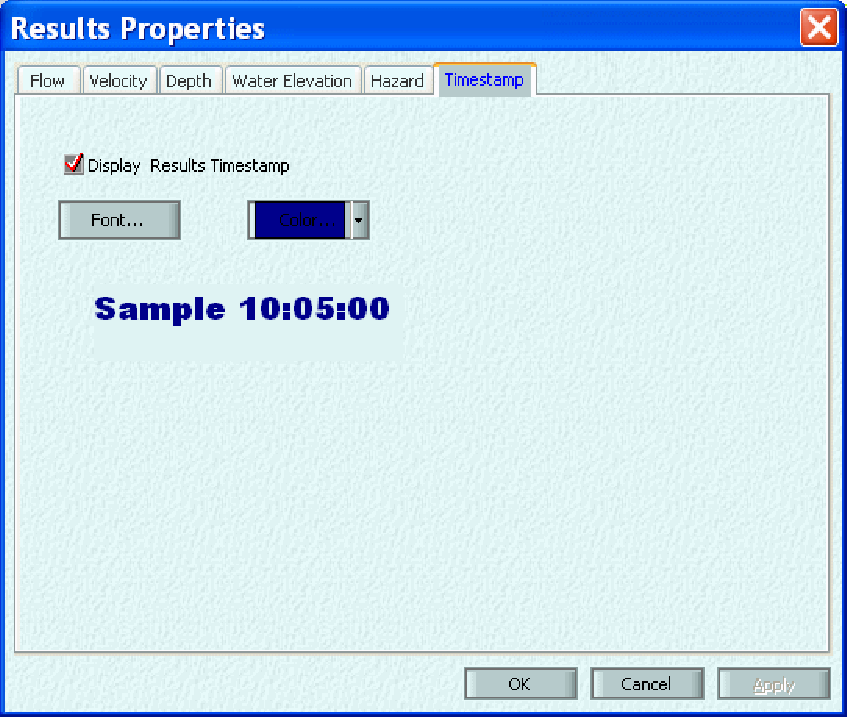 Results Properties
Flow Velocity Depth Water Elevation Hazard Timestamp
Display Results Timestamp
Font... Color...
Sample 10:05:00
OK Cancel Apply